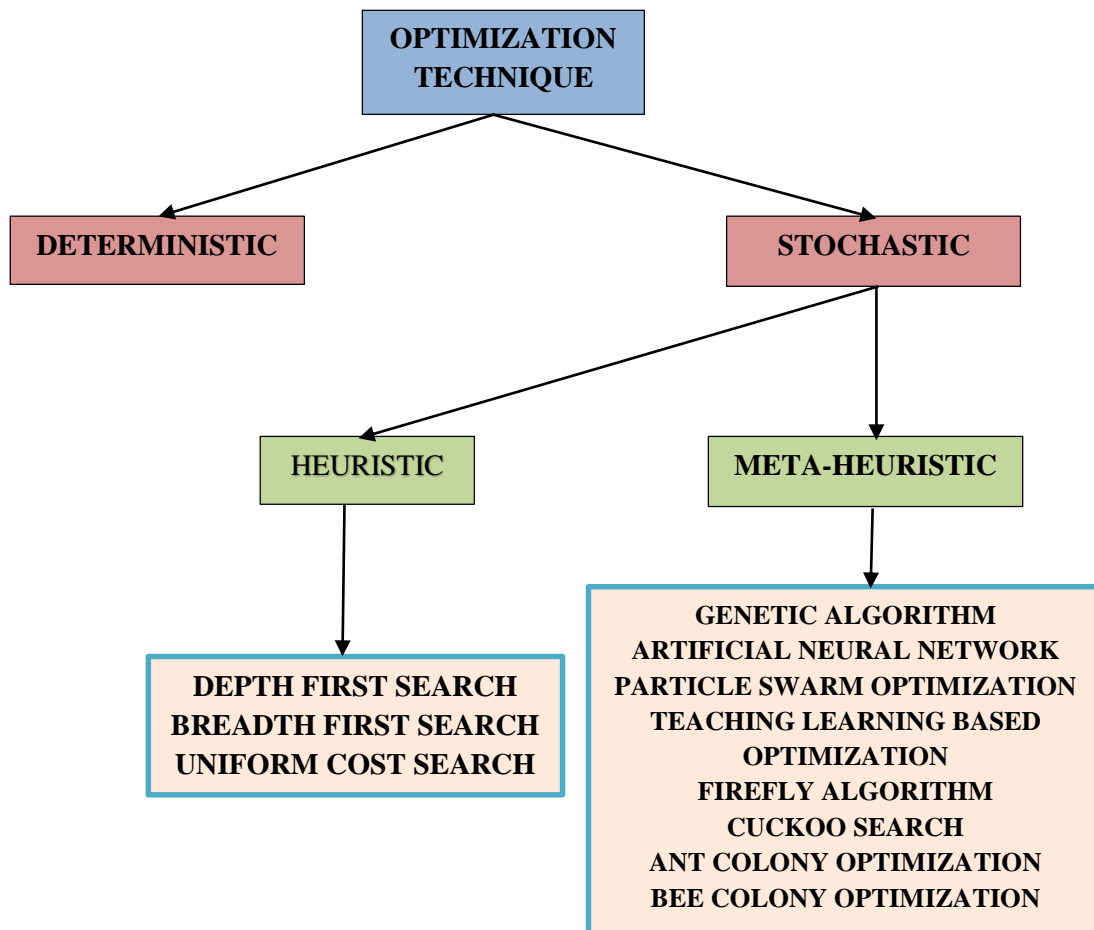 OPTIMIZATION
TECHNIQUE
DETERMINISTIC
STOCHASTIC
HEURISTIC
META-HEURISTIC
DEPTH FIRST SEARCH
BREADTH FIRST SEARCH
UNIFORM COST SEARCH
GENETIC ALGORITHM
ARTIFICIAL NEURAL NETWORK
PARTICLE SWARM OPTIMIZATION
TEACHING LEARNING BASED
OPTIMIZATION
FIREFLY ALGORITHM
CUCKOO SEARCH
ANT COLONY OPTIMIZATION
BEE COLONY OPTIMIZATION